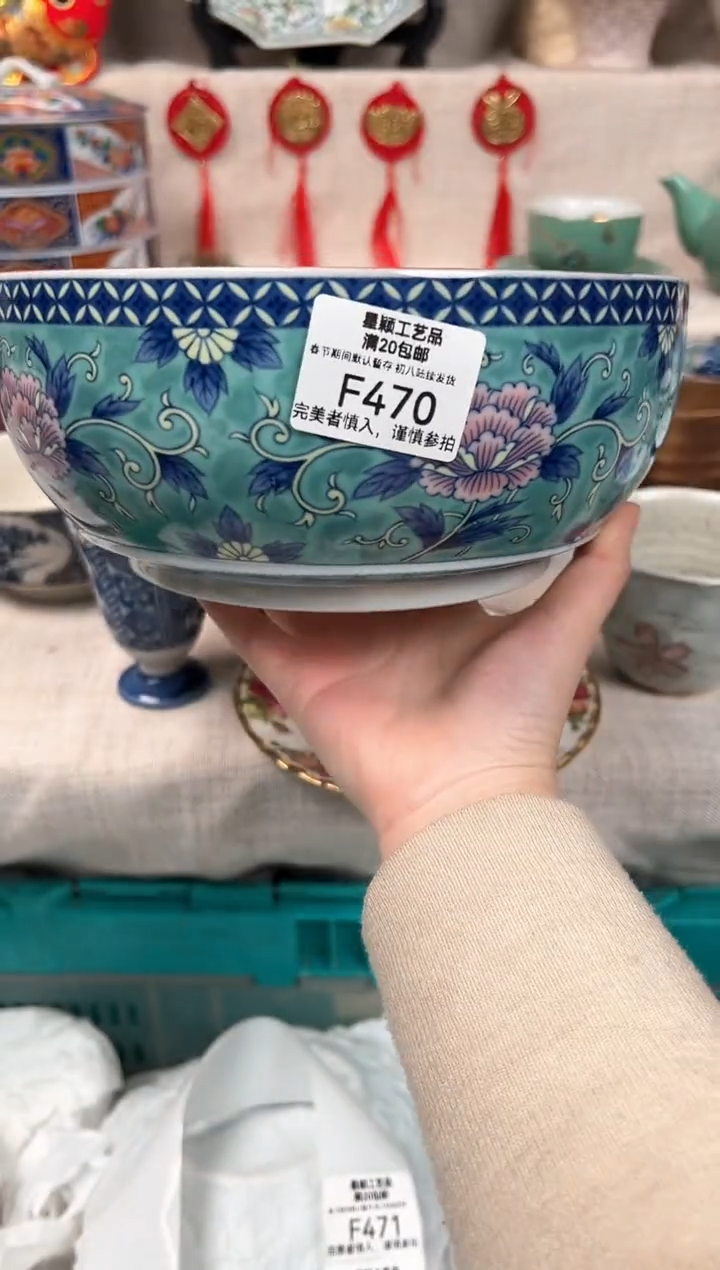 星颖工艺品
满20包邮
春节期间默认暂存 初八陆续发货
F470
完美者慎入，谨慎参拍
F471